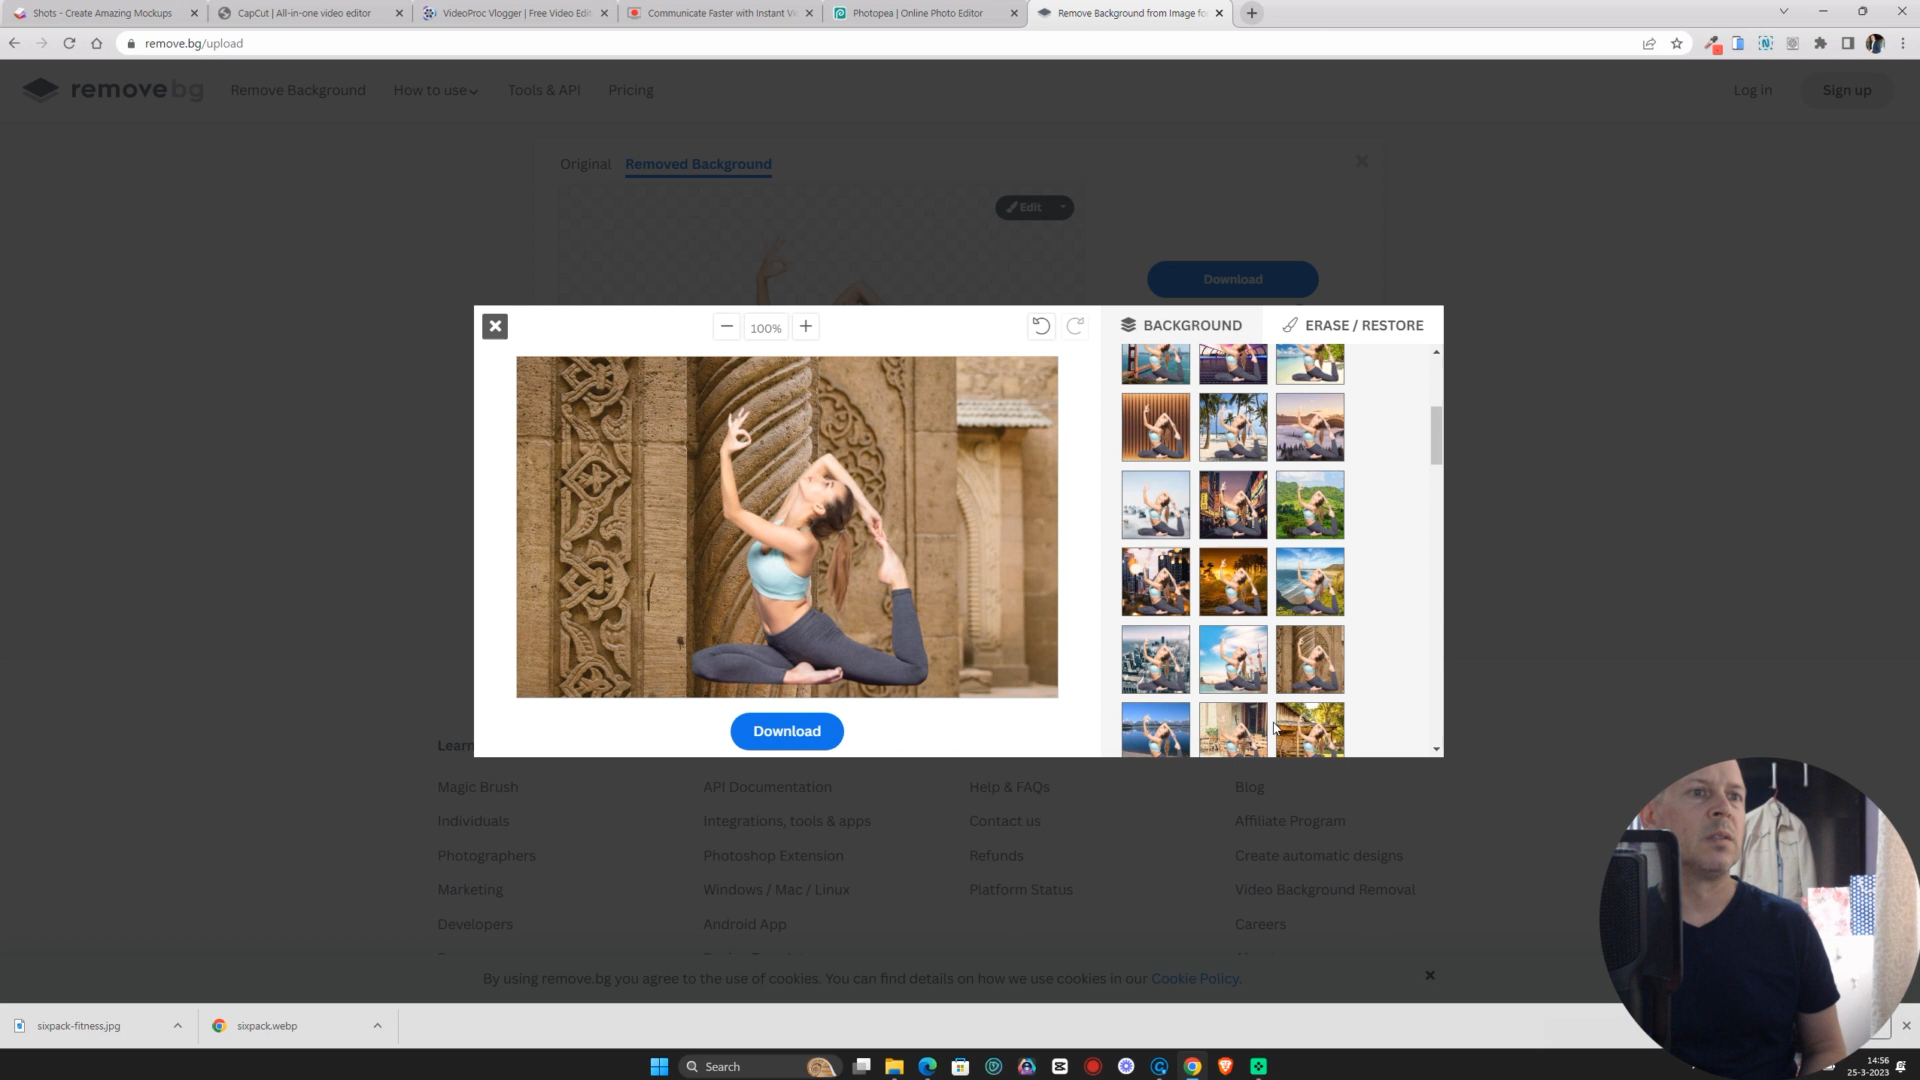 Shots - Create Amazing Mockups
CapCut | All-in-one video editor
VideoProc Vlogger | Free Video Edit
Communicate Faster with Instant Vi
Photopea | Online Photo Editor
Remove Background from Image fo
remove.bg/upload
removebg
Remove Background
How to use
Tools & API
Pricing
Log in
Sign up
Original
Removed Background
Edit
Download
100%
BACKGROUND
ERASE / RESTORE
Download
Learn
Magic Brush
API Documentation
Help & FAQs
Blog
Individuals
Integrations, tools & apps
Contact us
Affiliate Program
Photographers
Photoshop Extension
Refunds
Create automatic designs
Marketing
Windows / Mac / Linux
Platform Status
Video Background Removal
Developers
Android App
Careers
By using remove.bg you agree to the use of cookies. You can find details on how we use cookies in our Cookie Policy.
sixpack-fitness.jpg
sixpack.webp
Search
14:56
25-3-2023